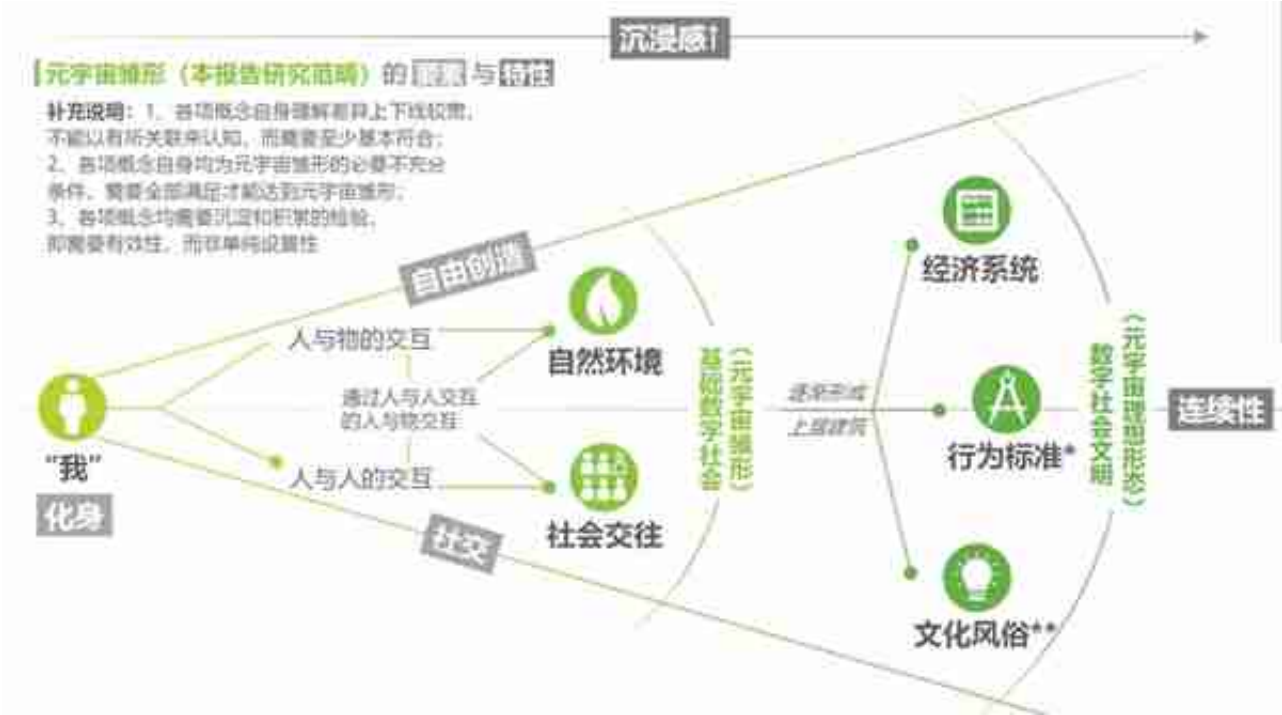 沉浸感↑
元宇宙雏形（本报告研究范畴）的要素与特性
补充说明：1、各项概念自身理解差异上下线较宽，
不能以有所关联来认知，而需要至少基本符合；
2、各项概念自身均为元宇宙雏形的必要不充分
条件，需要全部满足才能达到元宇宙雏形；
3、各项概念均需要沉淀和积累的检验，
即需要有效性，而非单纯设置性
自由创造
人与物的交互
自然环境
通过人与人交互
的人与物交互
“我”
化身
人与人的交互
社会交往
社交
《元宇宙雏形》
基础数字社会
逐渐形成
上层建筑
经济系统
行为标准*
文化风俗**
《元宇宙理想形态》
数字社会文明
连续性